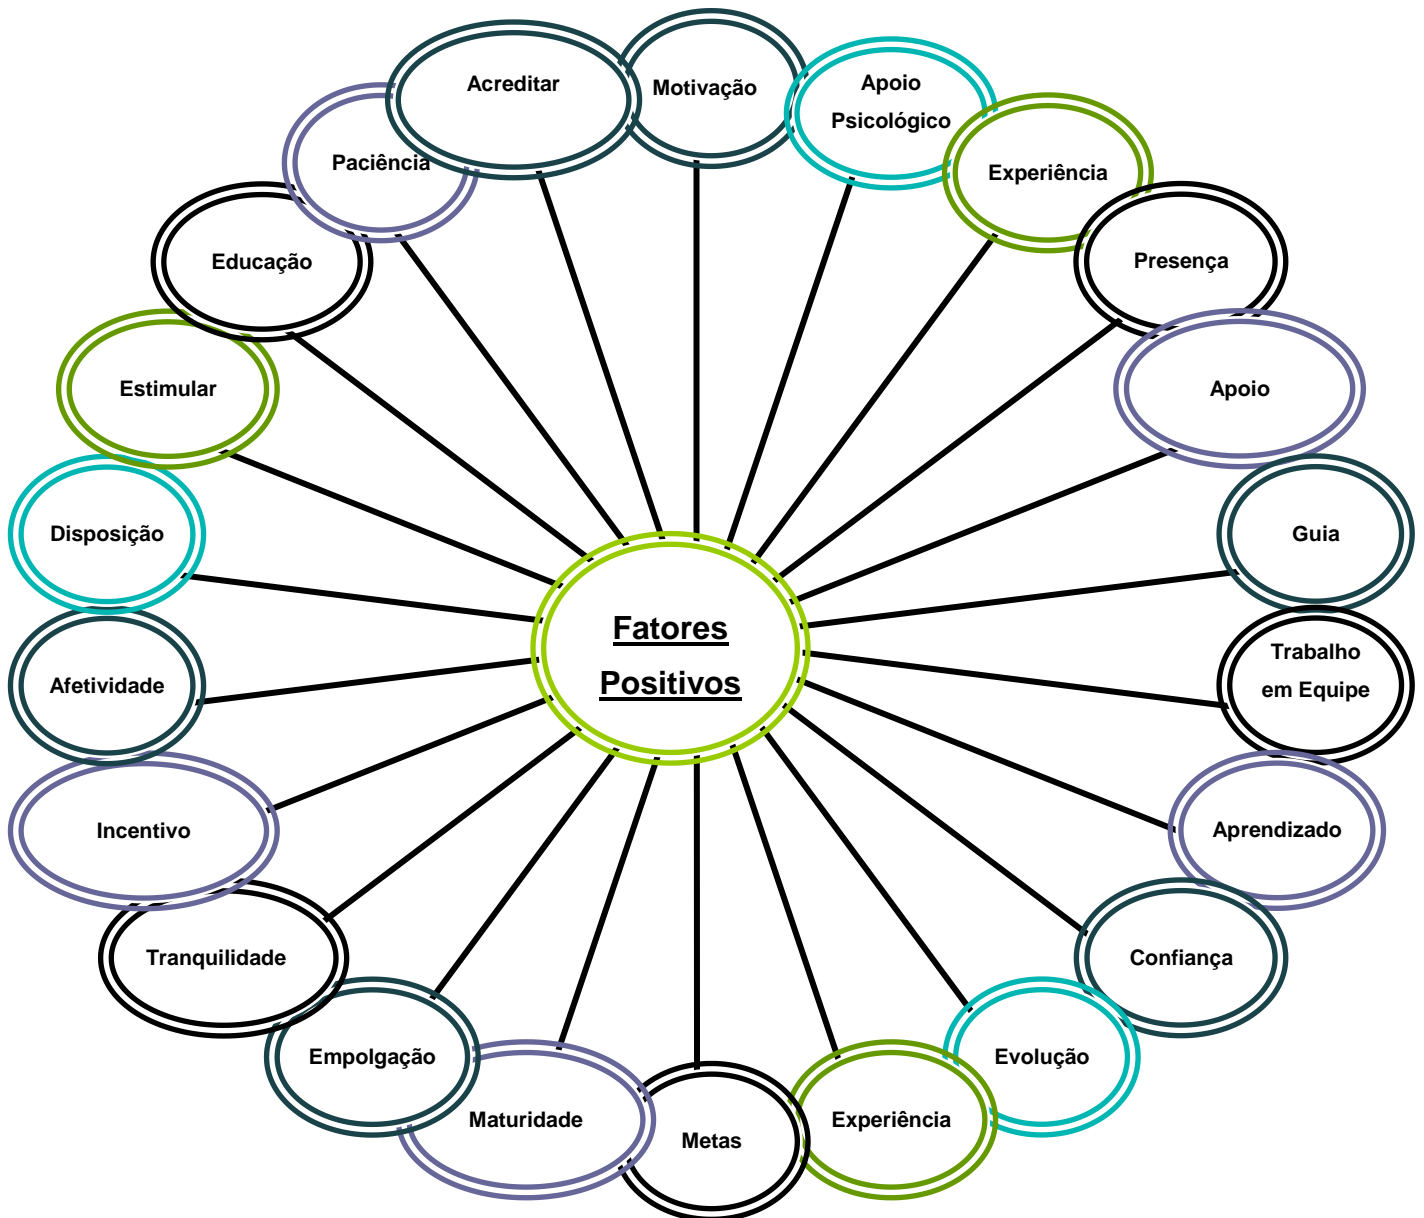 Motivação
Apoio
Psicológico
Experiência
Presença
Apoio
Guia
Trabalho
em Equipe
Aprendizado
Confiança
Evolução
Experiência
Metas
Maturidade
Empolgação
Tranquilidade
Incentivo
Afetividade
Disposição
Estimular
Educação
Paciência
Acreditar
Fatores
Positivos